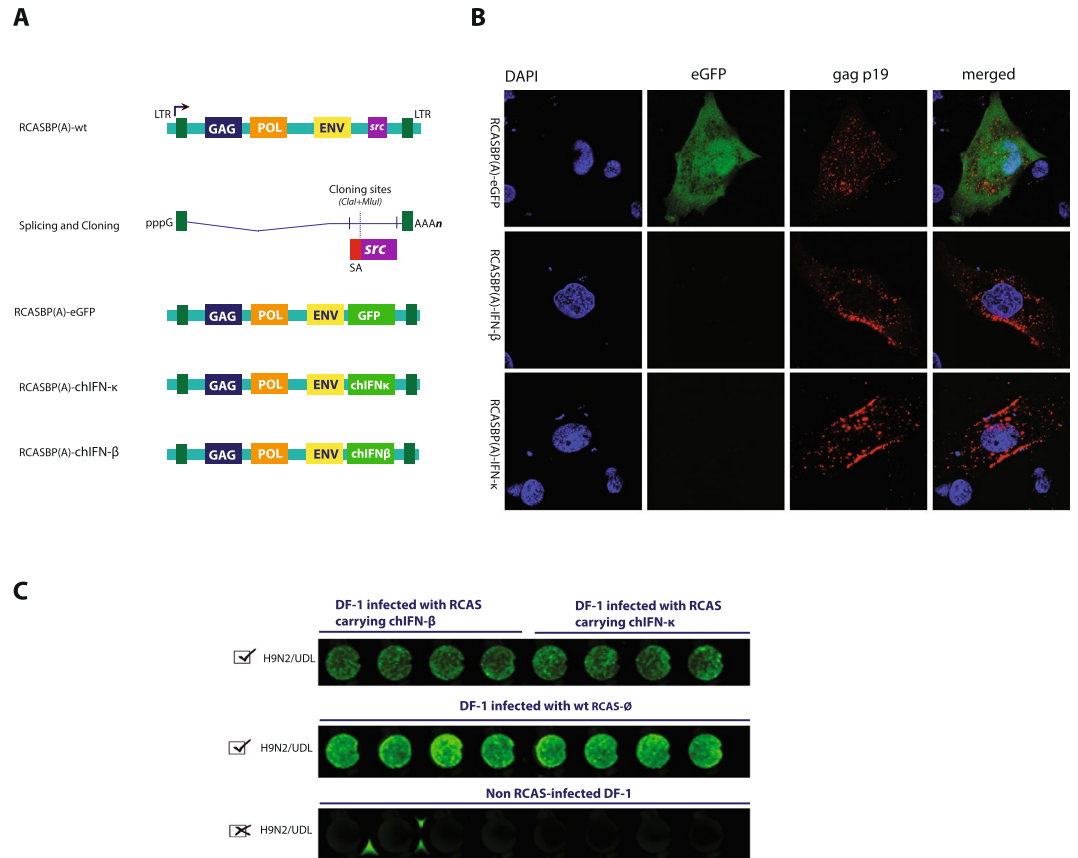 A
LTR
LTR
RCASBP(A)-wt
GAG
POL
ENV
src
Cloning sites
(ClaI+MluI)
Splicing and Cloning
pppG
AAAn
src
SA
RCASBP(A)-eGFP
GAG
POL
ENV
GFP
RCASBP(A)-chIFN-κ
GAG
POL
ENV
chIFNκ
RCASBP(A)-chIFN-β
GAG
POL
ENV
chIFNβ
B
DAPI
eGFP
gag p19
merged
RCASBP(A)-eGFP
RCASBP(A)-IFN-β
RCASBP(A)-IFN-κ
C
DF-1 infected with RCAS
carrying chIFN-β
DF-1 infected with RCAS
carrying chIFN-κ
H9N2/UDL
DF-1 infected with wt RCAS-Ø
H9N2/UDL
Non RCAS-infected DF-1
H9N2/UDL